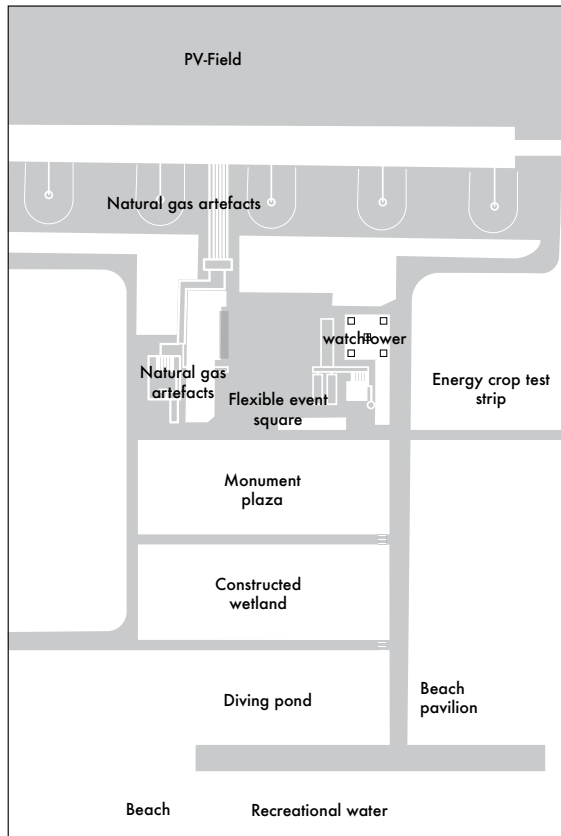 PV-Field
Natural gas artefacts
watchtower
Natural gas
artefacts
Energy crop test
strip
Flexible event
square
Monument
plaza
Constructed
wetland
Diving pond
Beach
pavilion
Beach
Recreational water